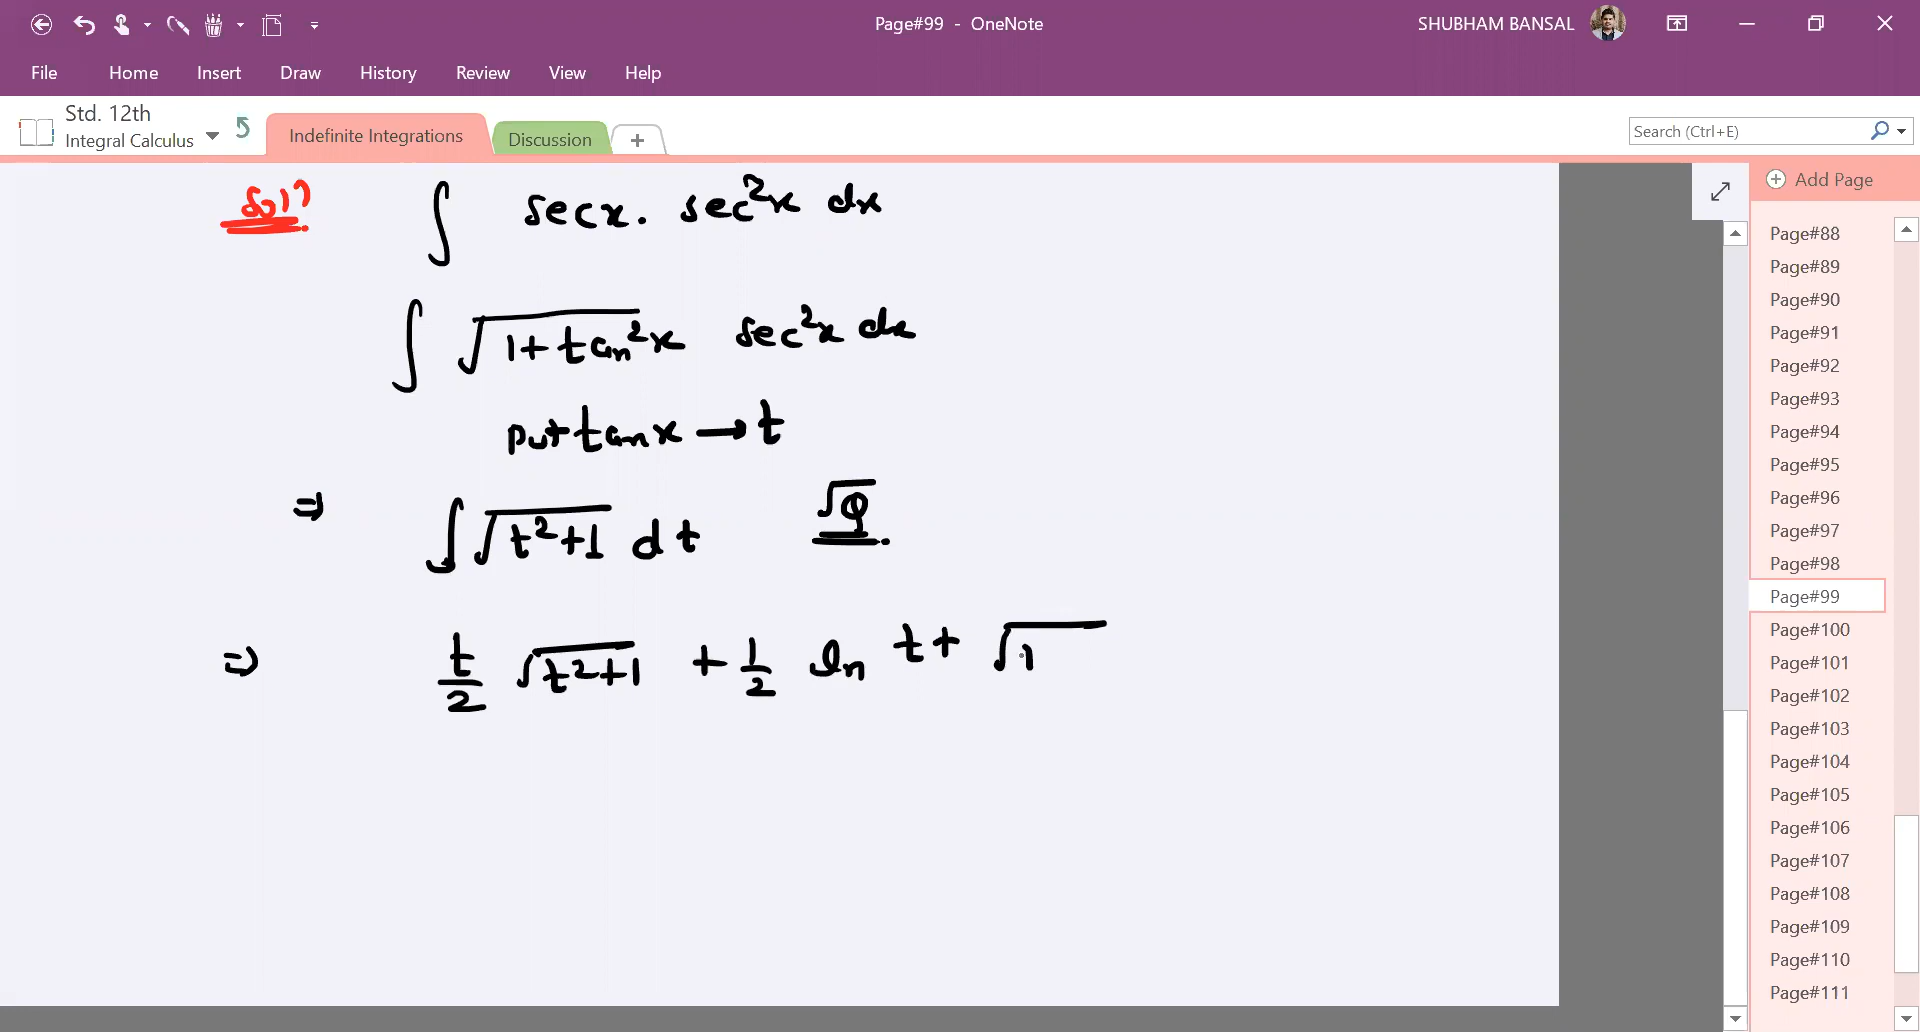 Page#99 - OneNote
SHUBHAM BANSAL
File Home Insert Draw History Review View Help
Std. 12th
Integral Calculus
Indefinite Integrations
Discussion
Search (Ctrl+E)
Add Page
Solⁿ
∫ secx. sec²x dx
∫ √(1+tan²x) sec²x dx
put tanx → t
⇒ ∫ √(t²+1) dt √Q
⇒ t/2 √(t²+1) + 1/2 ln t + √1
Page#88
Page#89
Page#90
Page#91
Page#92
Page#93
Page#94
Page#95
Page#96
Page#97
Page#98
Page#99
Page#100
Page#101
Page#102
Page#103
Page#104
Page#105
Page#106
Page#107
Page#108
Page#109
Page#110
Page#111